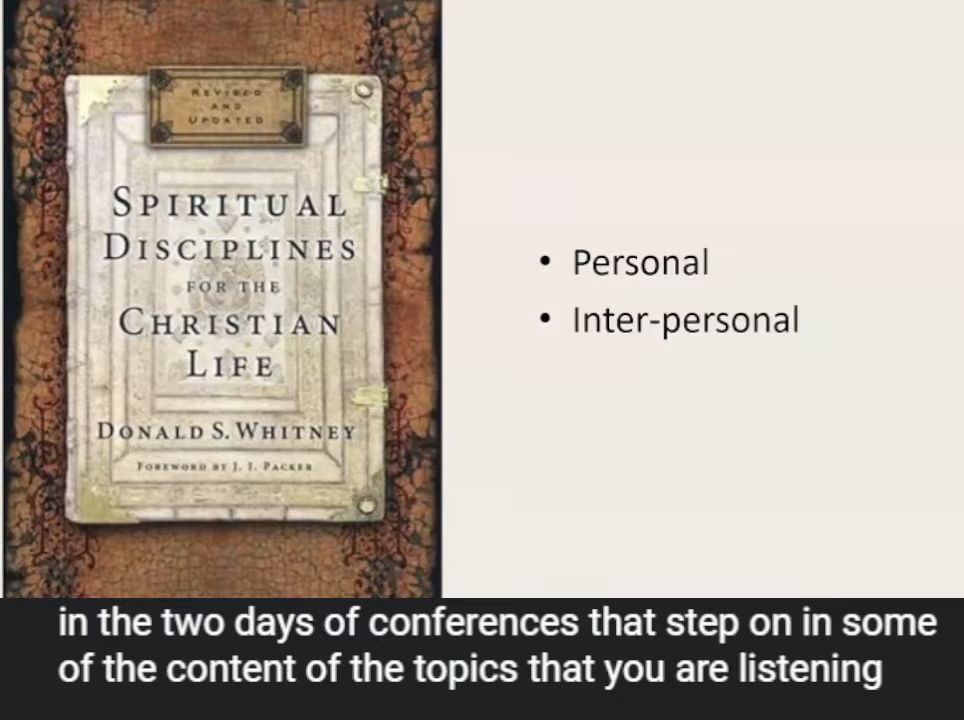 REVISED
AND
UPDATED
SPIRITUAL
DISCIPLINES
FOR THE
CHRISTIAN
LIFE
DONALD S. WHITNEY
FOREWORD BY J. I. PACKER
• Personal
• Inter-personal
in the two days of conferences that step on in some
of the content of the topics that you are listening